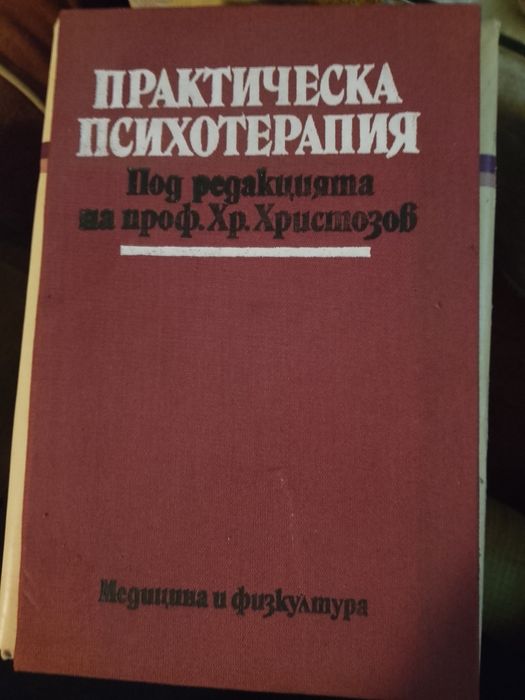 ПРАКТИЧЕСКА
ПСИХОТЕРАПИЯ
Под редакцията
на проф. Хр. Христозов
Медицина и физкултура